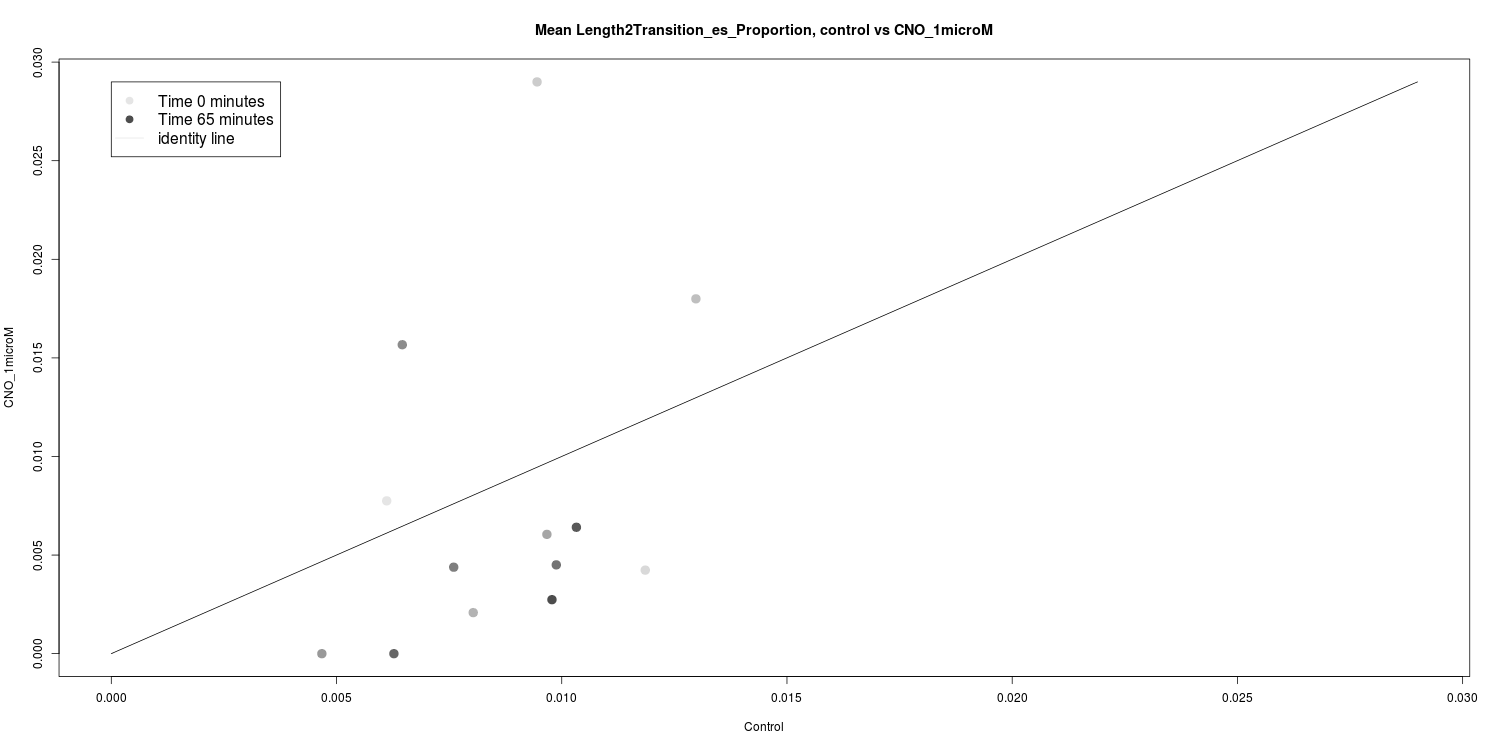 Mean Length2Transition_es_Proportion, control vs CNO_1microM
Time 0 minutes
Time 65 minutes
identity line
CNO_1microM
0.030
0.025
0.020
0.015
0.010
0.005
0.000
0.000 0.005 0.010 0.015 0.020 0.025 0.030
Control